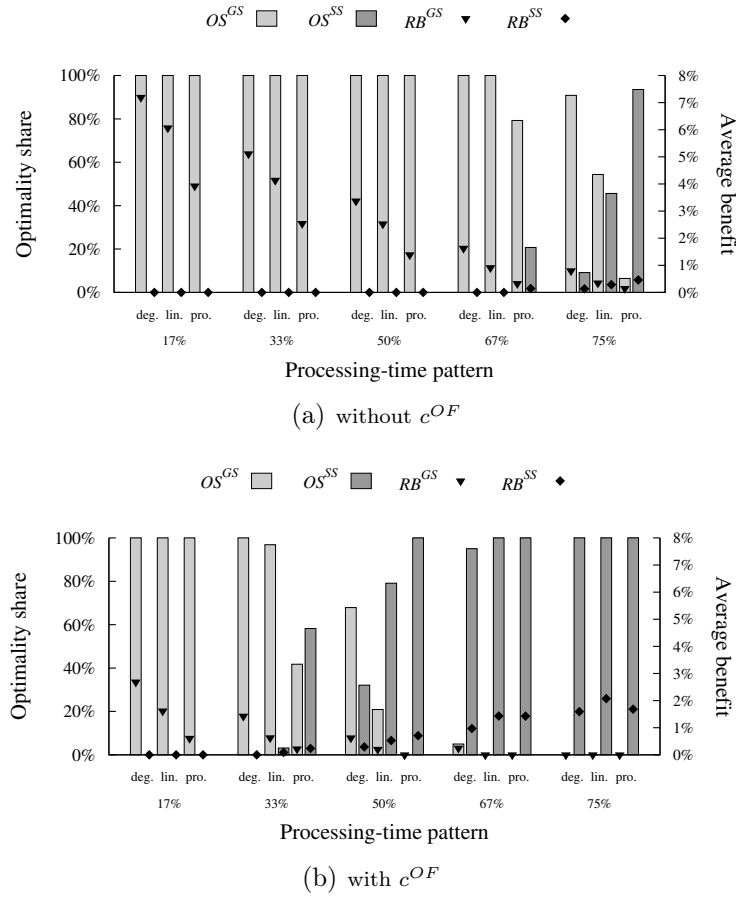 OS^GS OS^SS RB^GS RB^SS
100% 8%
7%
80%
6%
5%
60%
4%
40%
3%
2%
20%
1%
0% 0%
Optimality share
Average benefit
deg. lin. pro. deg. lin. pro. deg. lin. pro. deg. lin. pro. deg. lin. pro.
17% 33% 50% 67% 75%
Processing-time pattern
(a) without c^OF
OS^GS OS^SS RB^GS RB^SS
100% 8%
7%
80%
6%
5%
60%
4%
40%
3%
2%
20%
1%
0% 0%
Optimality share
Average benefit
deg. lin. pro. deg. lin. pro. deg. lin. pro. deg. lin. pro. deg. lin. pro.
17% 33% 50% 67% 75%
Processing-time pattern
(b) with c^OF